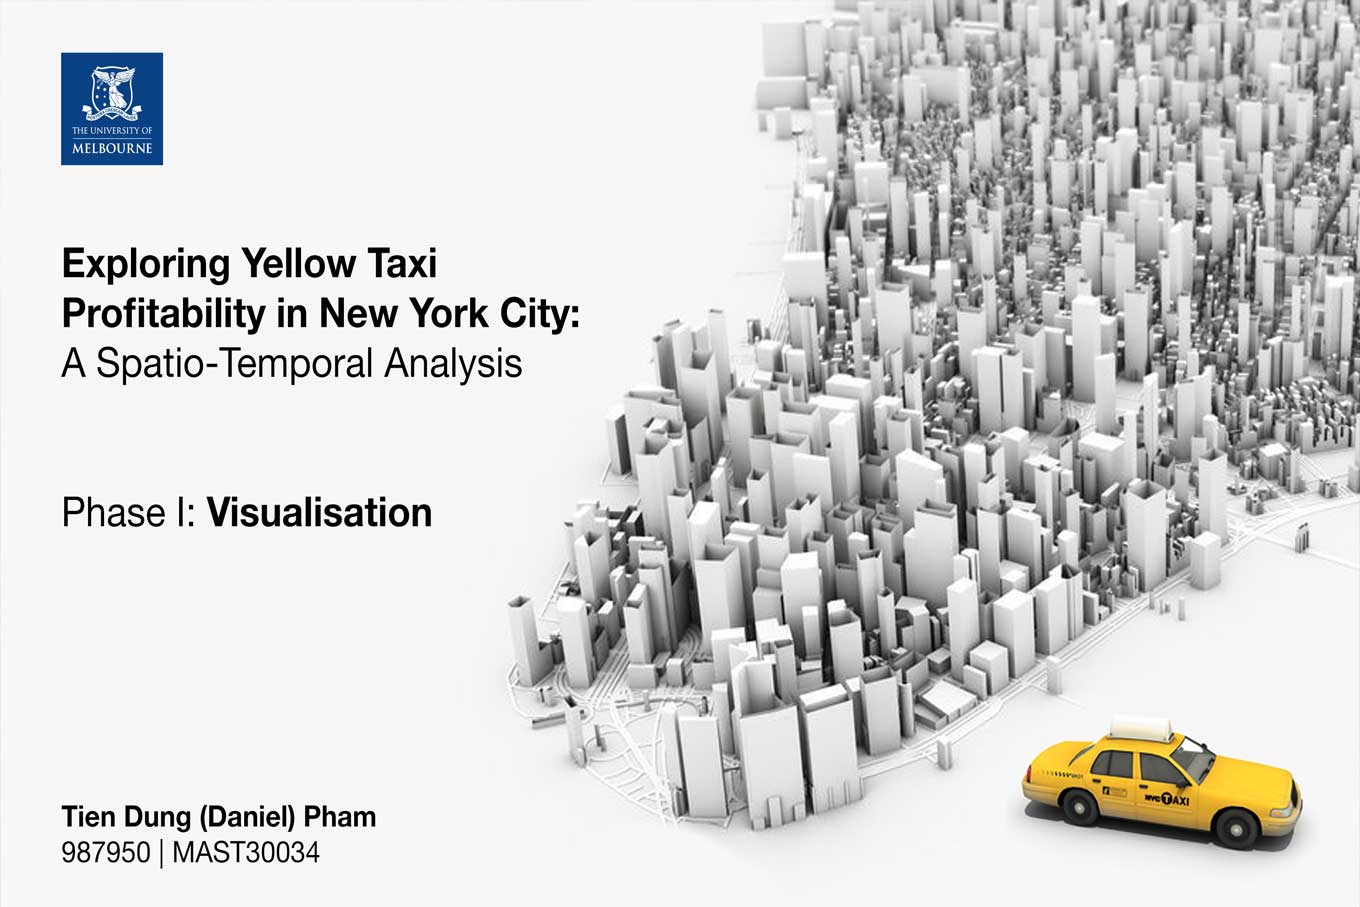 THE UNIVERSITY OF
MELBOURNE
Exploring Yellow Taxi
Profitability in New York City:
A Spatio-Temporal Analysis
Phase I: Visualisation
NYC TAXI
Tien Dung (Daniel) Pham
987950 | MAST30034